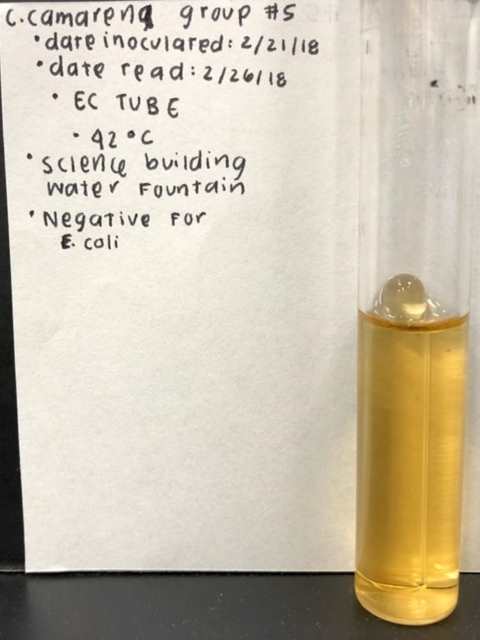 C. Camarena group #5
• date inoculated: 2/21/18
• date read: 2/26/18
• EC TUBE
• 42°C
• Science building
water Fountain
• Negative For
E. coli